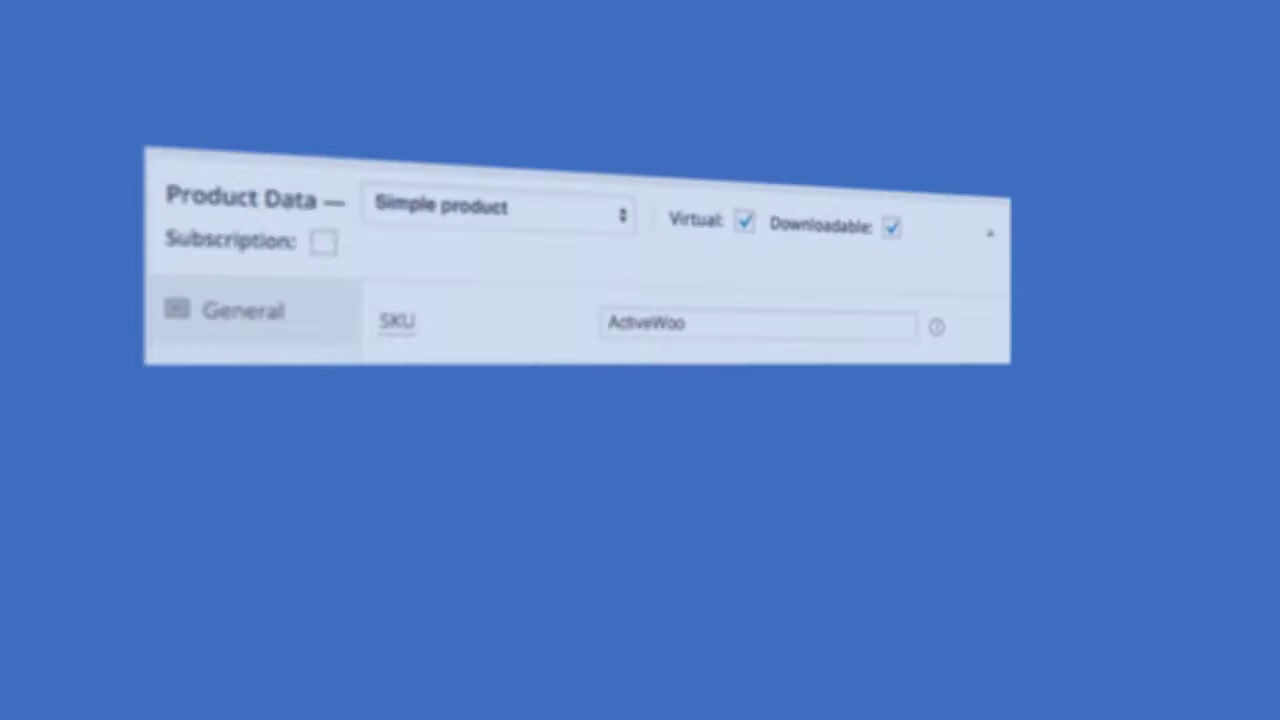 Product Data — Simple product Virtual: Downloadable:
Subscription:
General SKU ActiveWoo